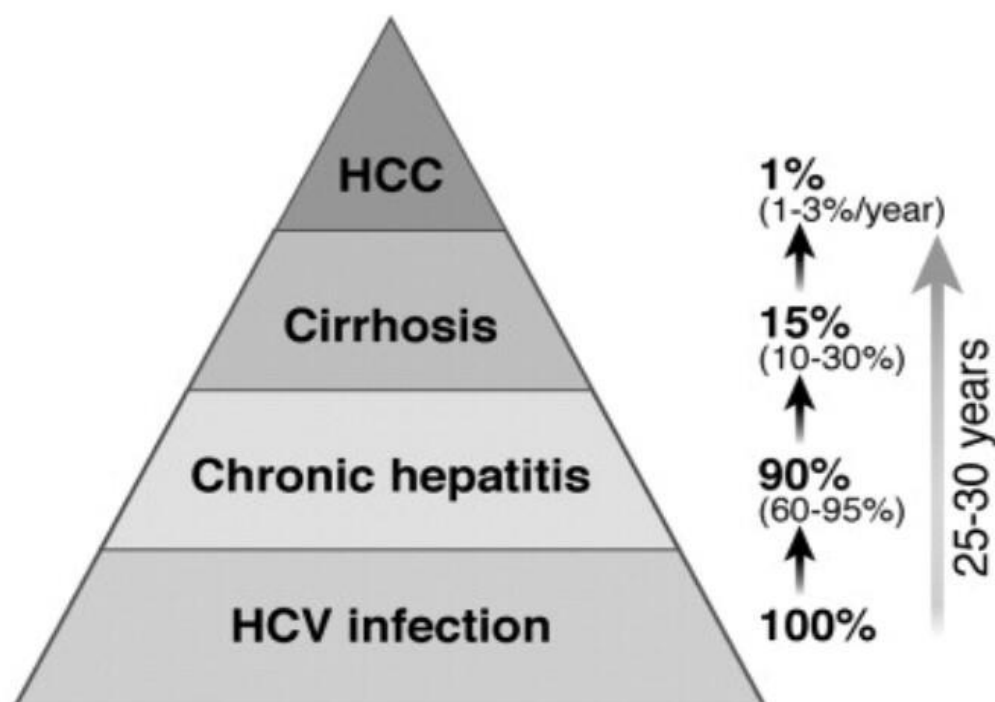 HCC
1%
(1-3%/year)
Cirrhosis
15%
(10-30%)
Chronic hepatitis
90%
(60-95%)
HCV infection
100%
25-30 years